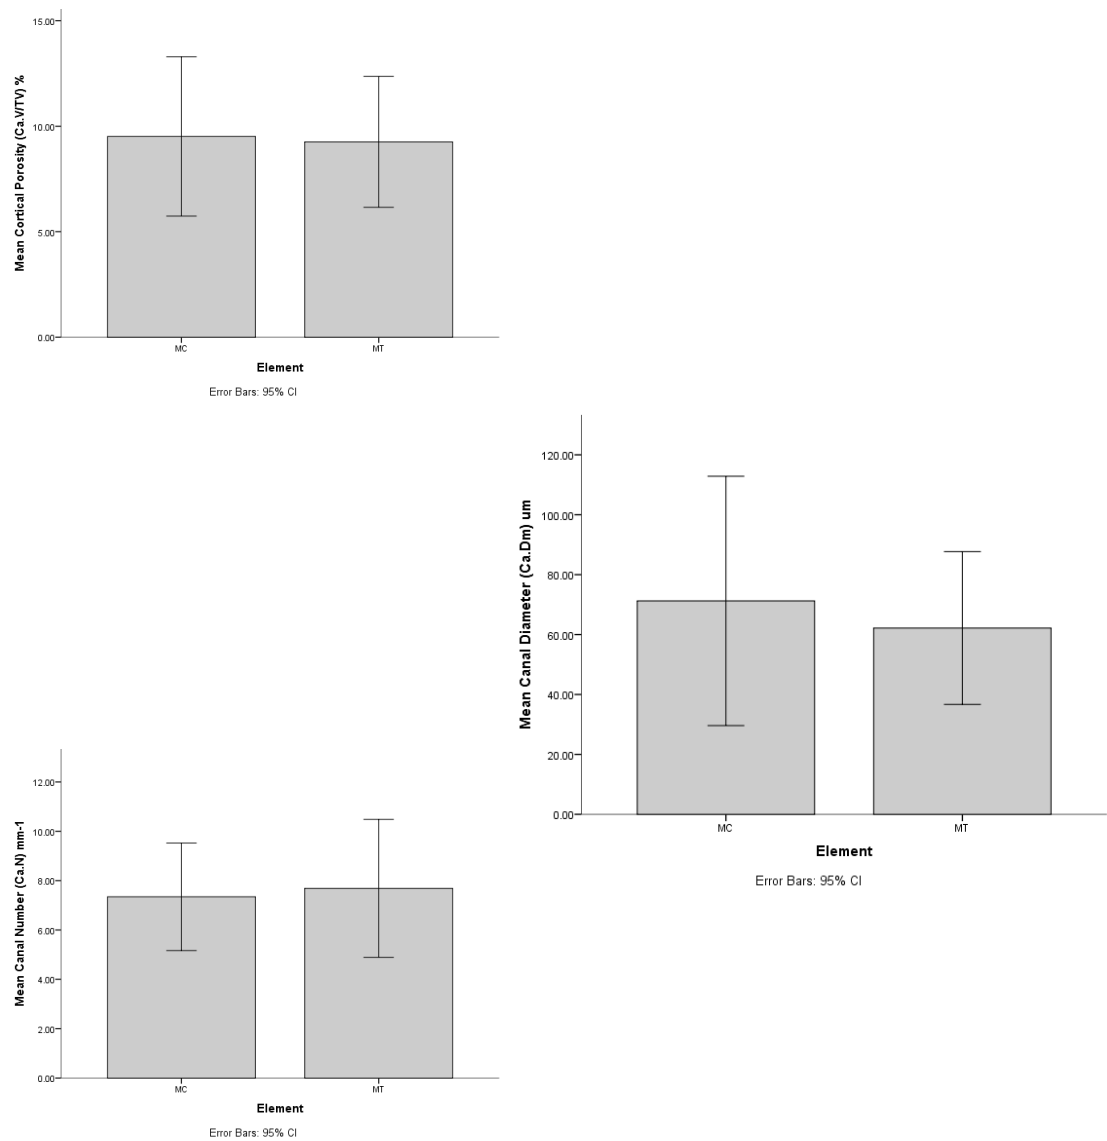 Mean Cortical Porosity (Ca.V/TV) %
15.00
10.00
5.00
0.00
MC MT
Element
Error Bars: 95% CI
Mean Canal Diameter (Ca.Dm) um
120.00
100.00
80.00
60.00
40.00
20.00
0.00
MC MT
Element
Error Bars: 95% CI
Mean Canal Number (Ca.N) mm-1
12.00
10.00
8.00
6.00
4.00
2.00
0.00
MC MT
Element
Error Bars: 95% CI